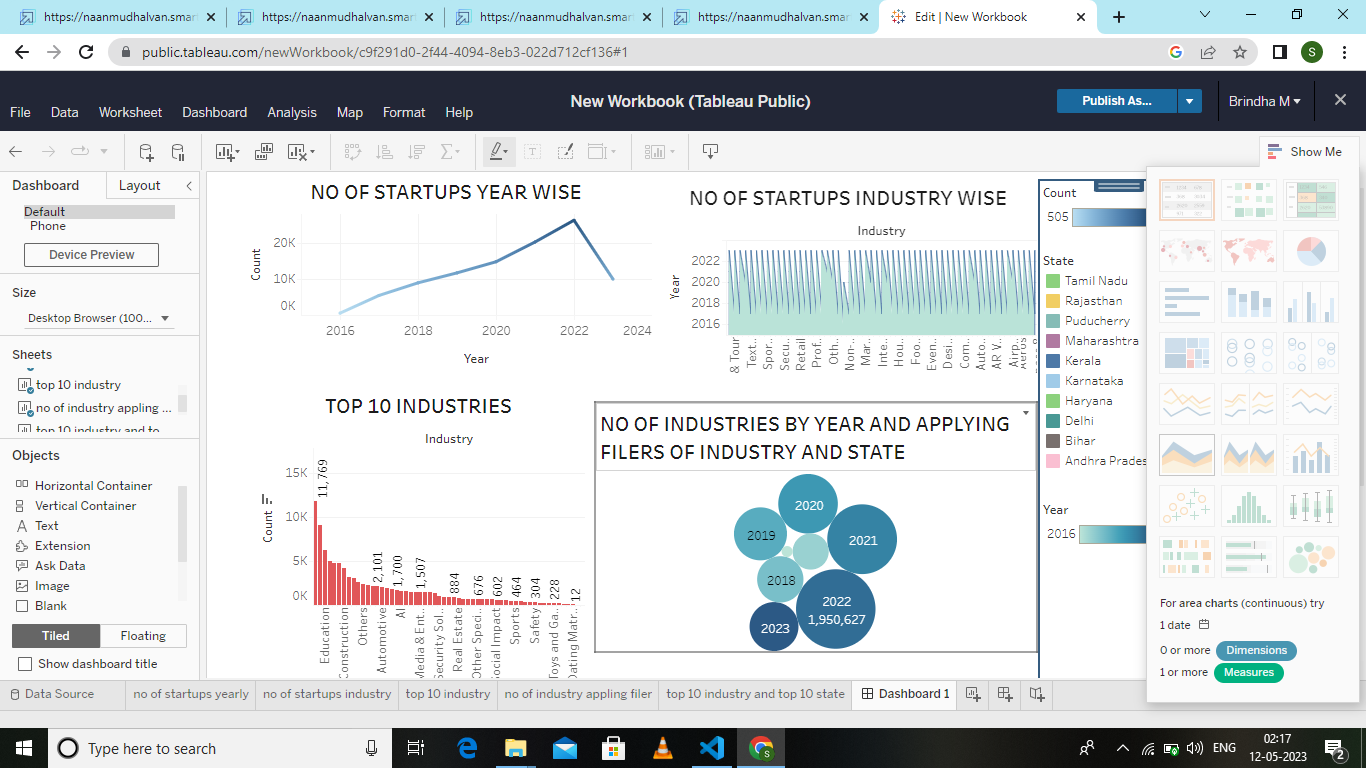 https://naanmudhalvan.smar
https://naanmudhalvan.smar
https://naanmudhalvan.smar
https://naanmudhalvan.smar
Edit | New Workbook
public.tableau.com/newWorkbook/c9f291d0-2f44-4094-8eb3-022d712cf136#1
S
New Workbook (Tableau Public)
Publish As...
Brindha M
File Data Worksheet Dashboard Analysis Map Format Help
Show Me
Dashboard
Layout
Default
Phone
Device Preview
Size
Desktop Browser (100...
Sheets
top 10 industry
no of industry appling ...
top 10 industry and to
Objects
Horizontal Container
Vertical Container
Text
Extension
Ask Data
Image
Blank
Tiled
Floating
Show dashboard title
NO OF STARTUPS YEAR WISE
Count
20K
10K
0K
2016 2018 2020 2022 2024
Year
NO OF STARTUPS INDUSTRY WISE
Industry
Year
2022
2020
2018
2016
& Tour
Text..
Spor..
Secu..
Retail
Prof..
Oth..
Non-..
Mar..
Inte..
Hou..
Foo..
Even..
Desi..
Com..
Auto..
AR V..
Airp..
Aeros
TOP 10 INDUSTRIES
Industry
Count
15K
10K
5K
0K
11,769
2,101
1,700
1,507
884
676
602
464
304
228
12
Education
Construction
Others
Automotive
AI
Media & Ent..
Security Sol..
Real Estate
Other Speci..
Social Impact
Sports
Safety
Toys and Ga..
Dating Matr..
NO OF INDUSTRIES BY YEAR AND APPLYING
FILERS OF INDUSTRY AND STATE
2020
2019
2021
2018
2022
1,950,627
2023
Count
505
State
Tamil Nadu
Rajasthan
Puducherry
Maharashtra
Kerala
Karnataka
Haryana
Delhi
Bihar
Andhra Prades
Year
2016
For area charts (continuous) try
1 date
0 or more Dimensions
1 or more Measures
Data Source
no of startups yearly
no of startups industry
top 10 industry
no of industry appling filer
top 10 industry and top 10 state
Dashboard 1
Type here to search
S
ENG
02:17
12-05-2023
2